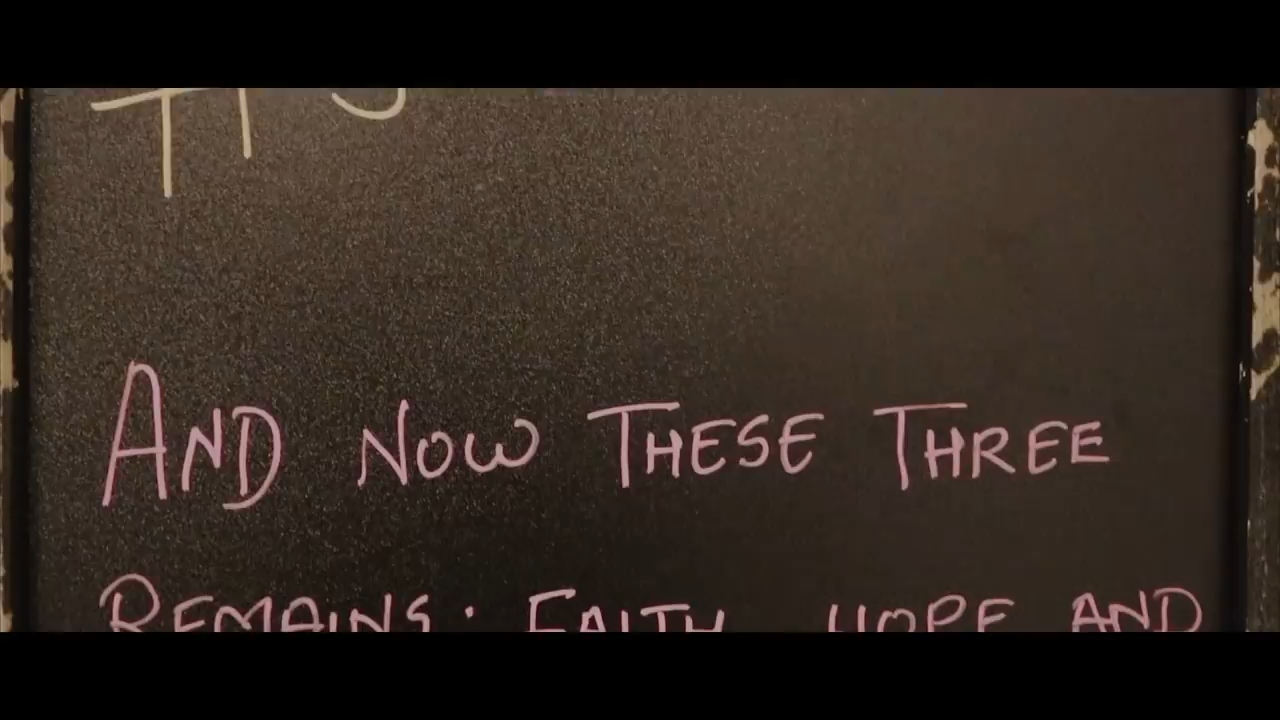 AND NOW THESE THREE
REMAINS: FAITH, HOPE AND